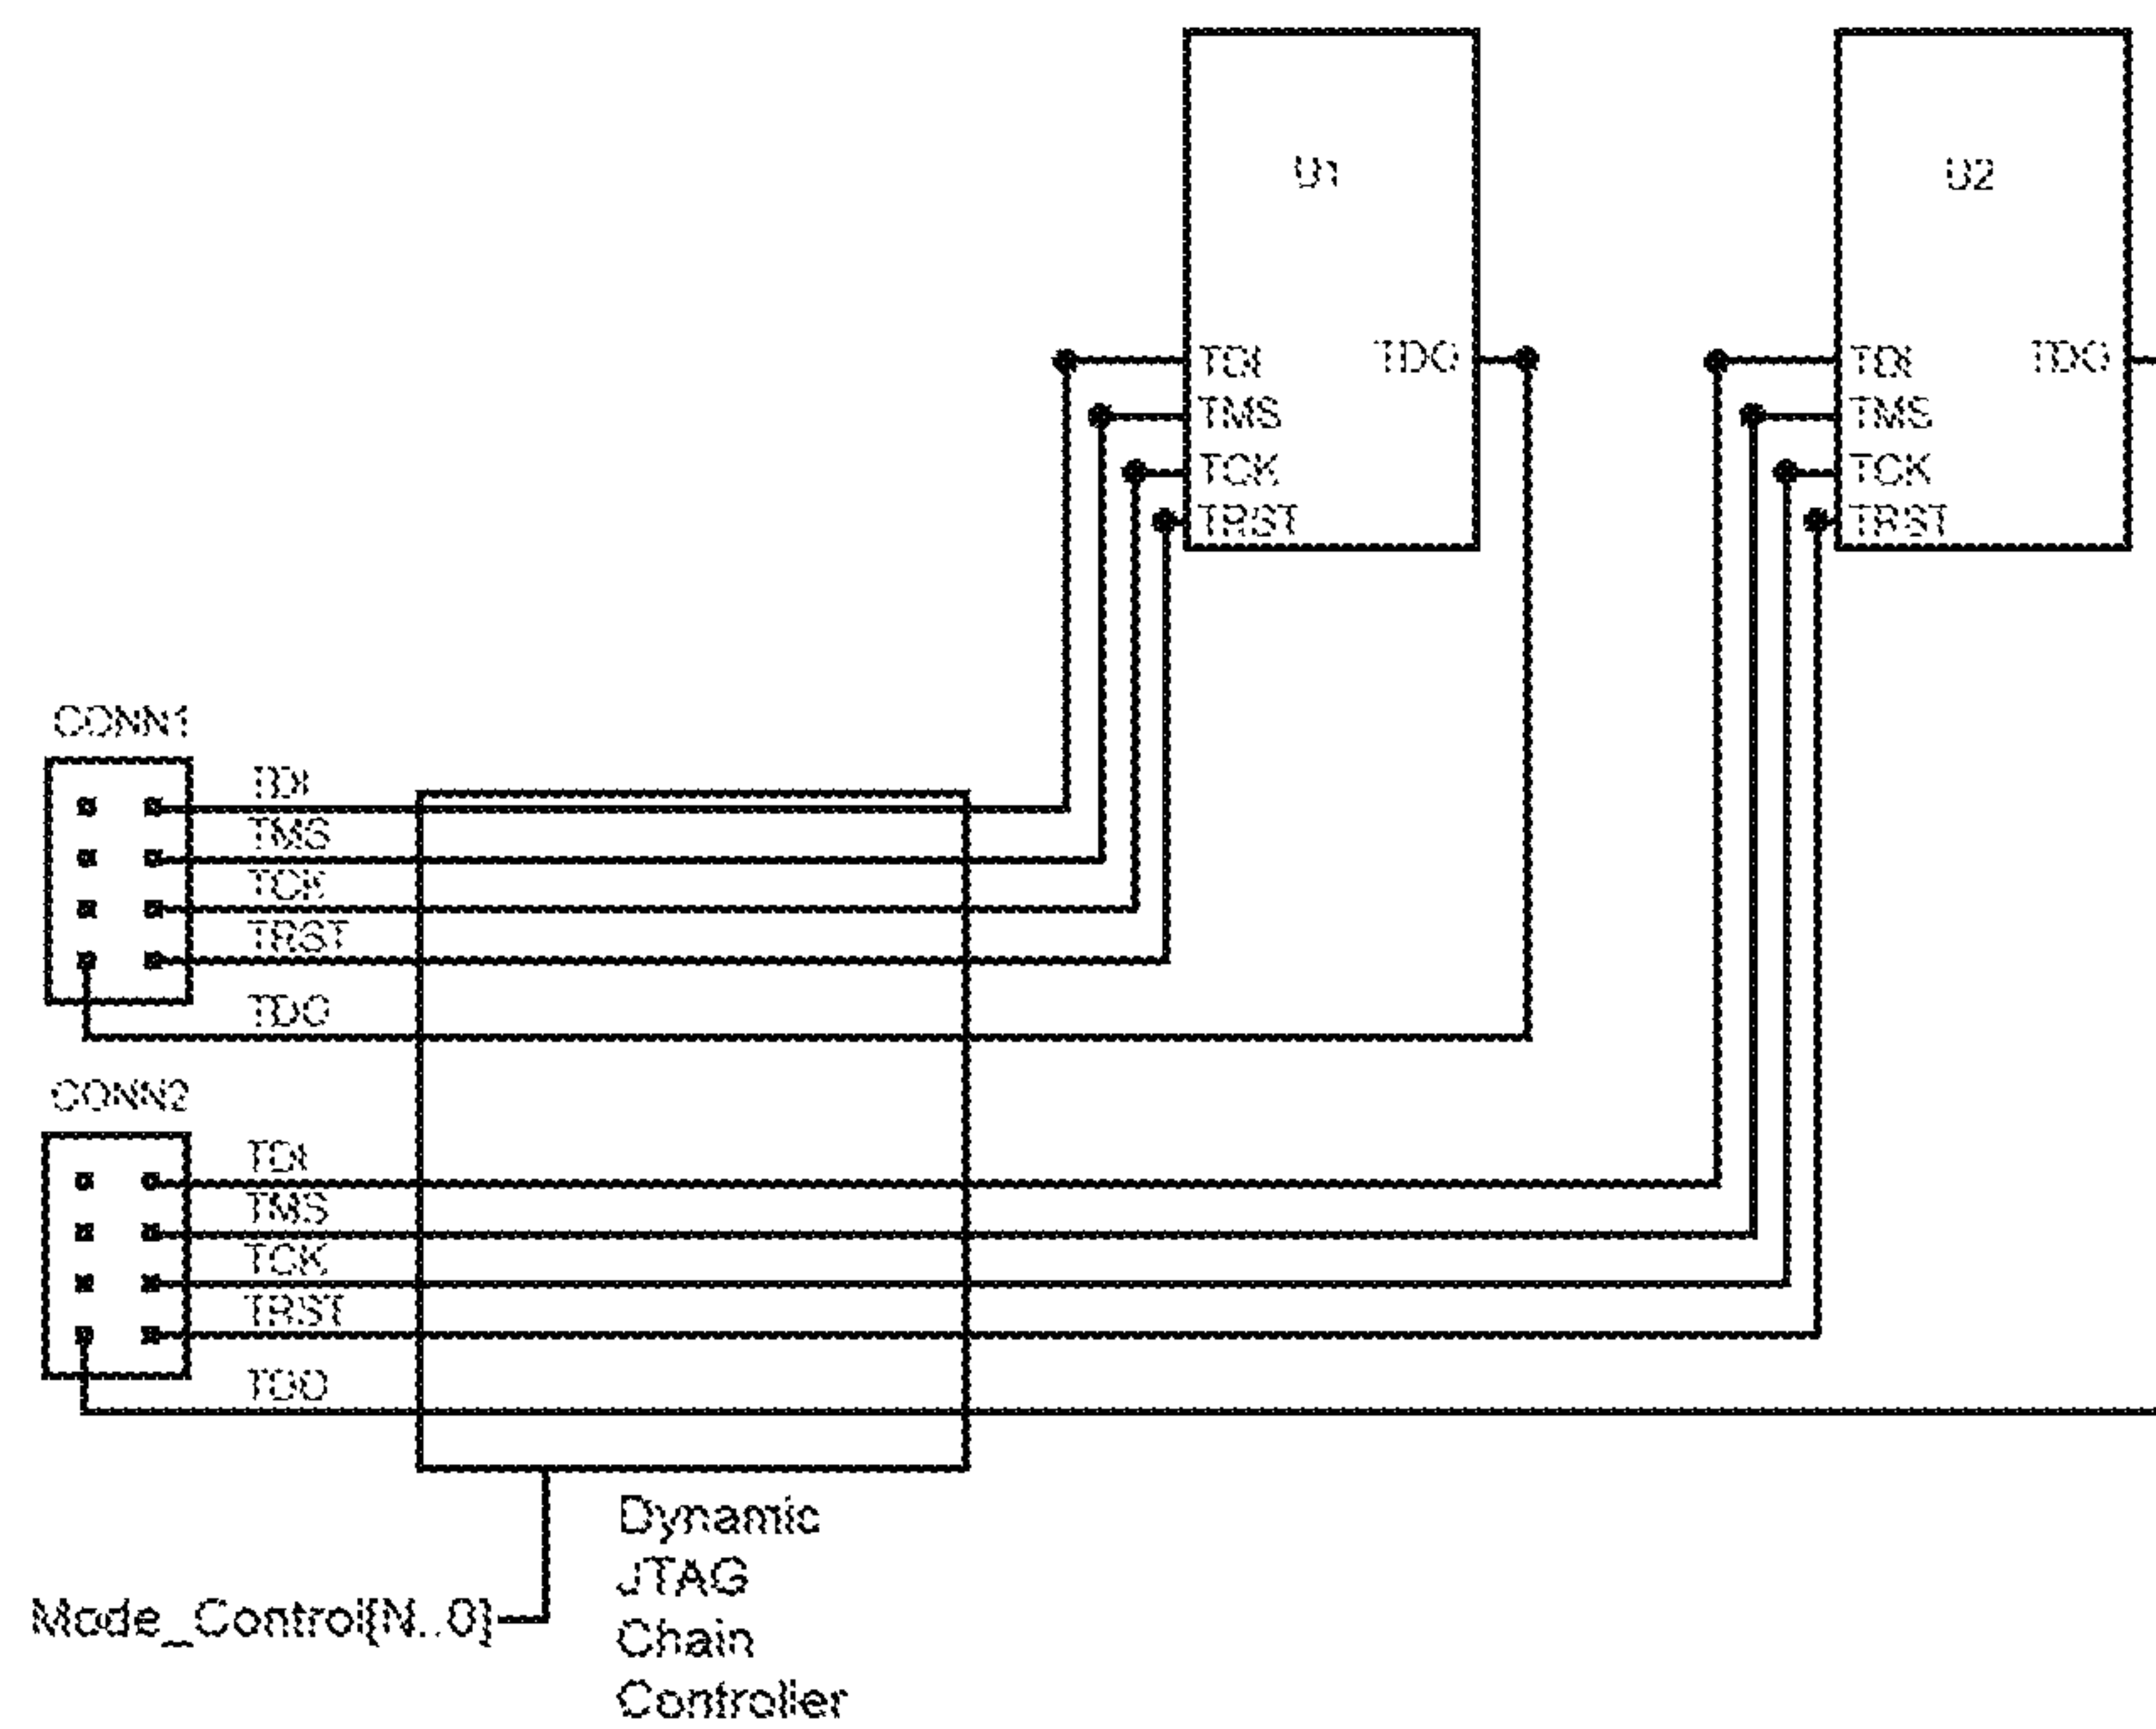 U1
U2
TDI TDO
TMS
TCK
TRST
TDI TDO
TMS
TCK
TRST
CONN1
TDI
TMS
TCK
TRST
TDO
CONN2
TDI
TMS
TCK
TRST
TDO
Dynamic
JTAG
Chain
Controller
Mode_Control[N..0]